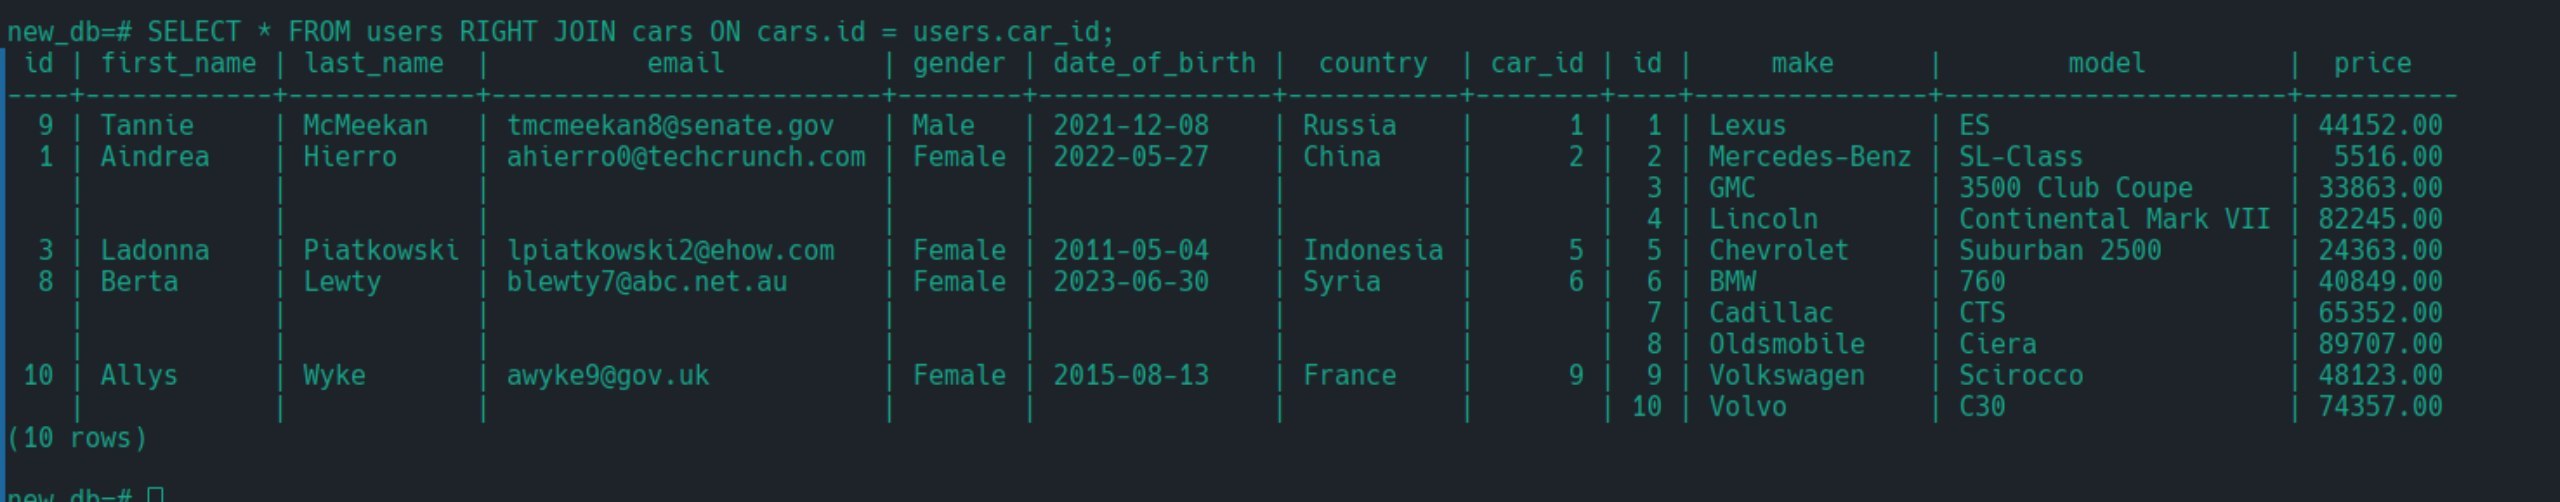 new_db=# SELECT * FROM users RIGHT JOIN cars ON cars.id = users.car_id;
 id | first_name | last_name  |          email          | gender | date_of_birth |  country  | car_id | id |     make      |        model         |  price
----+------------+------------+-------------------------+--------+---------------+-----------+--------+----+---------------+----------------------+----------
  9 | Tannie     | McMeekan   | tmcmeekan8@senate.gov   | Male   | 2021-12-08    | Russia    |      1 |  1 | Lexus         | ES                   | 44152.00
  1 | Aindrea    | Hierro     | ahierro0@techcrunch.com | Female | 2022-05-27    | China     |      2 |  2 | Mercedes-Benz | SL-Class             |  5516.00
    |            |            |                         |        |               |           |        |  3 | GMC           | 3500 Club Coupe      | 33863.00
    |            |            |                         |        |               |           |        |  4 | Lincoln       | Continental Mark VII | 82245.00
  3 | Ladonna    | Piatkowski | lpiatkowski2@ehow.com   | Female | 2011-05-04    | Indonesia |      5 |  5 | Chevrolet     | Suburban 2500        | 24363.00
  8 | Berta      | Lewty      | blewty7@abc.net.au      | Female | 2023-06-30    | Syria     |      6 |  6 | BMW           | 760                  | 40849.00
    |            |            |                         |        |               |           |        |  7 | Cadillac      | CTS                  | 65352.00
    |            |            |                         |        |               |           |        |  8 | Oldsmobile    | Ciera                | 89707.00
 10 | Allys      | Wyke       | awyke9@gov.uk           | Female | 2015-08-13    | France    |      9 |  9 | Volkswagen    | Scirocco             | 48123.00
    |            |            |                         |        |               |           |        | 10 | Volvo         | C30                  | 74357.00
(10 rows)
new_db=#